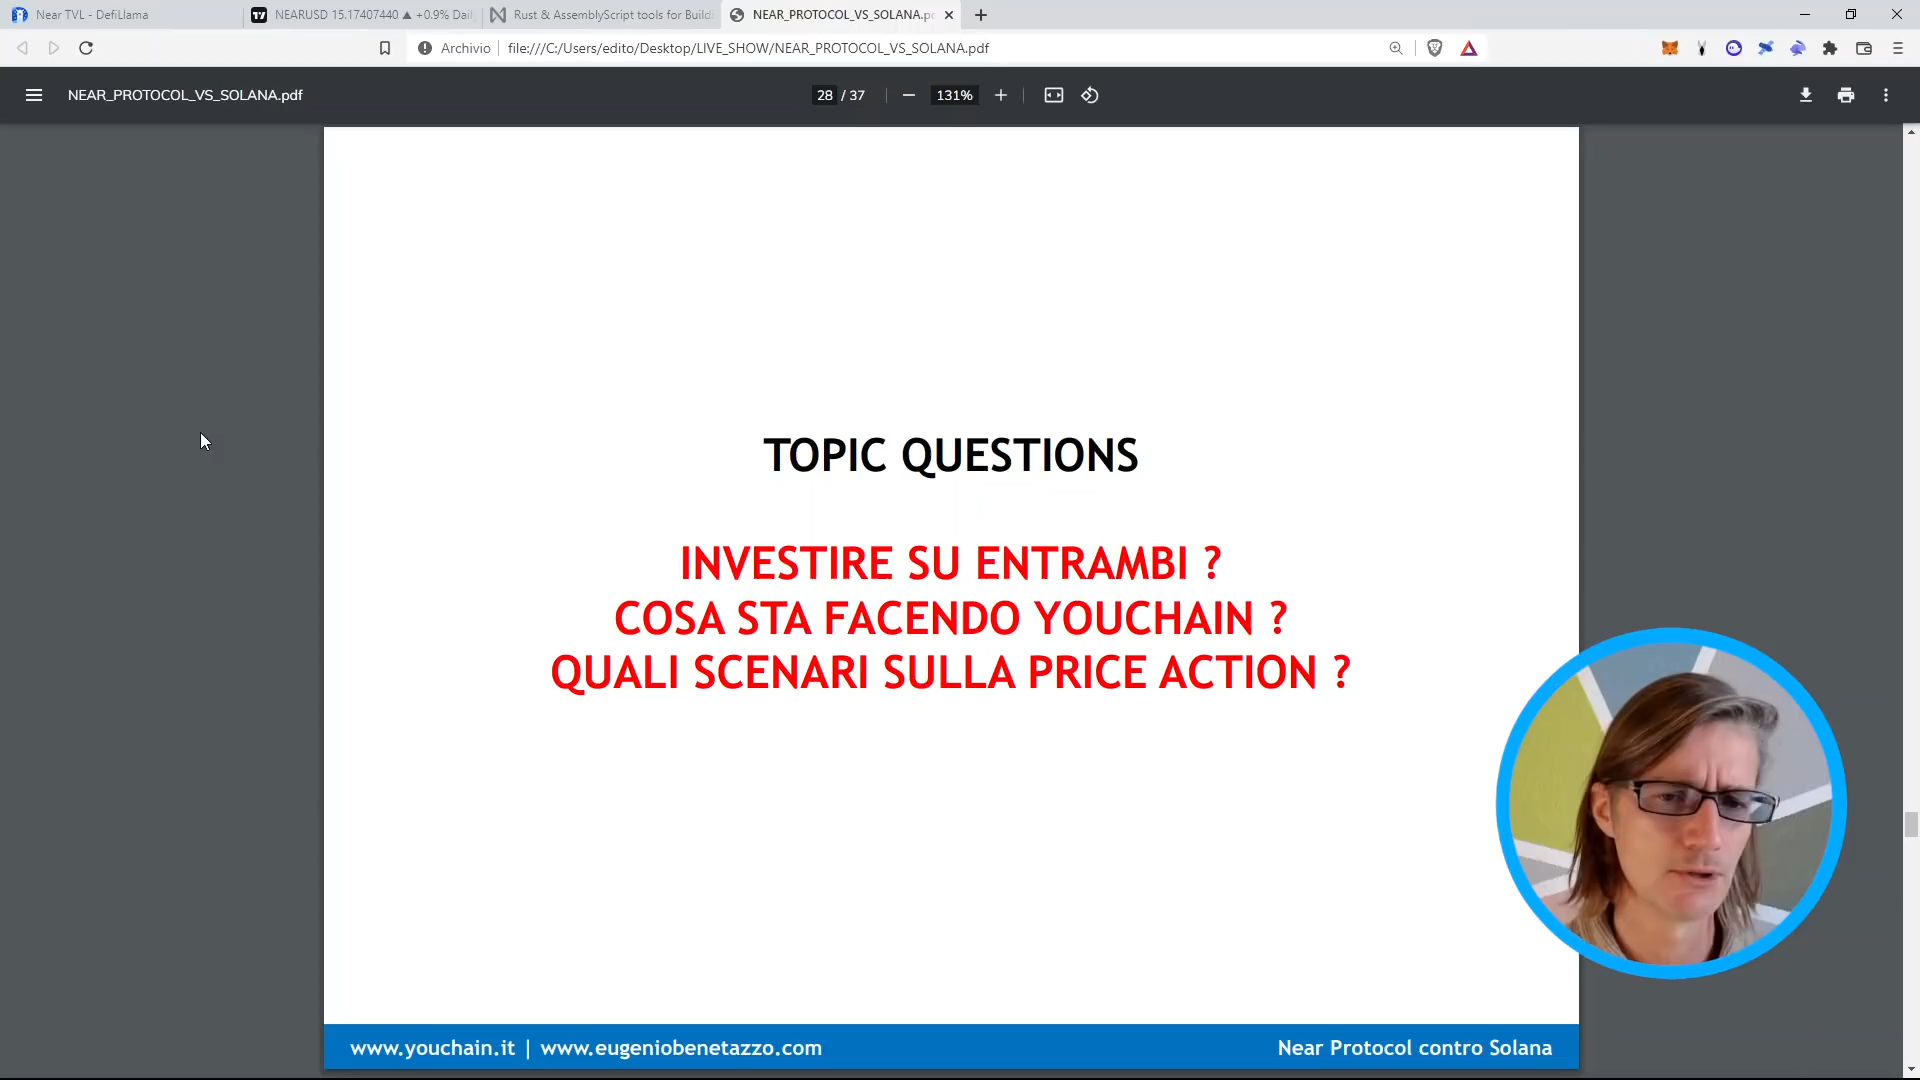 Near TVL - DefiLlama
NEARUSD 15.17407440 ▲ +0.9% Dail
Rust & AssemblyScript tools for Build
NEAR_PROTOCOL_VS_SOLANA.p
Archivio
file:///C:/Users/edito/Desktop/LIVE_SHOW/NEAR_PROTOCOL_VS_SOLANA.pdf
NEAR_PROTOCOL_VS_SOLANA.pdf
28 / 37
131%
TOPIC QUESTIONS
INVESTIRE SU ENTRAMBI ?
COSA STA FACENDO YOUCHAIN ?
QUALI SCENARI SULLA PRICE ACTION ?
www.youchain.it | www.eugeniobenetazzo.com
Near Protocol contro Solana